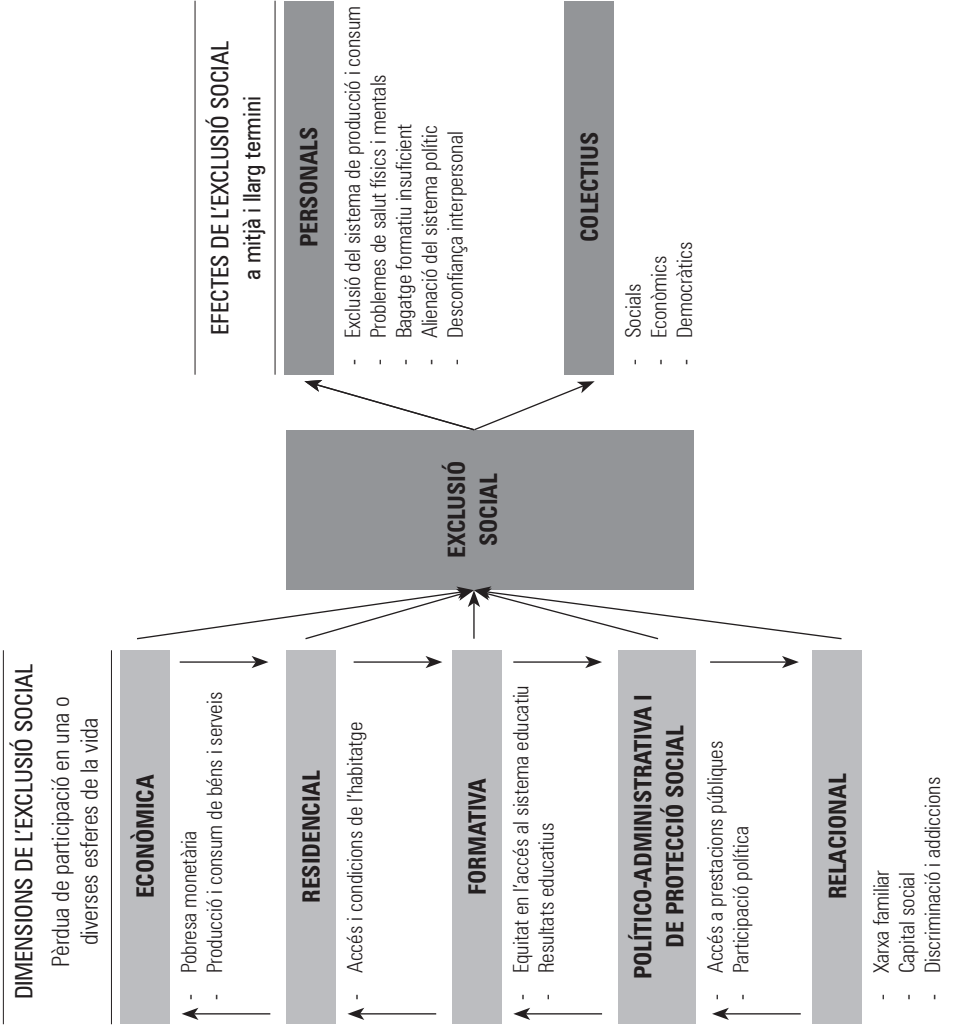 DIMENSIONS DE L'EXCLUSIÓ SOCIAL
Pèrdua de participació en una o
diverses esferes de la vida
ECONÒMICA
- Pobresa monetària
- Producció i consum de béns i serveis
RESIDENCIAL
- Accés i condicions de l'habitatge
FORMATIVA
- Equitat en l'accés al sistema educatiu
- Resultats educatius
POLÍTICO-ADMINISTRATIVA I
DE PROTECCIÓ SOCIAL
- Accés a prestacions públiques
- Participació política
RELACIONAL
- Xarxa familiar
- Capital social
- Discriminació i addiccions
EXCLUSIÓ
SOCIAL
EFECTES DE L'EXCLUSIÓ SOCIAL
a mitjà i llarg termini
PERSONALS
- Exclusió del sistema de producció i consum
- Problemes de salut físics i mentals
- Bagatge formatiu insuficient
- Alienació del sistema polític
- Desconfiança interpersonal
COLECTIUS
- Socials
- Econòmics
- Democràtics